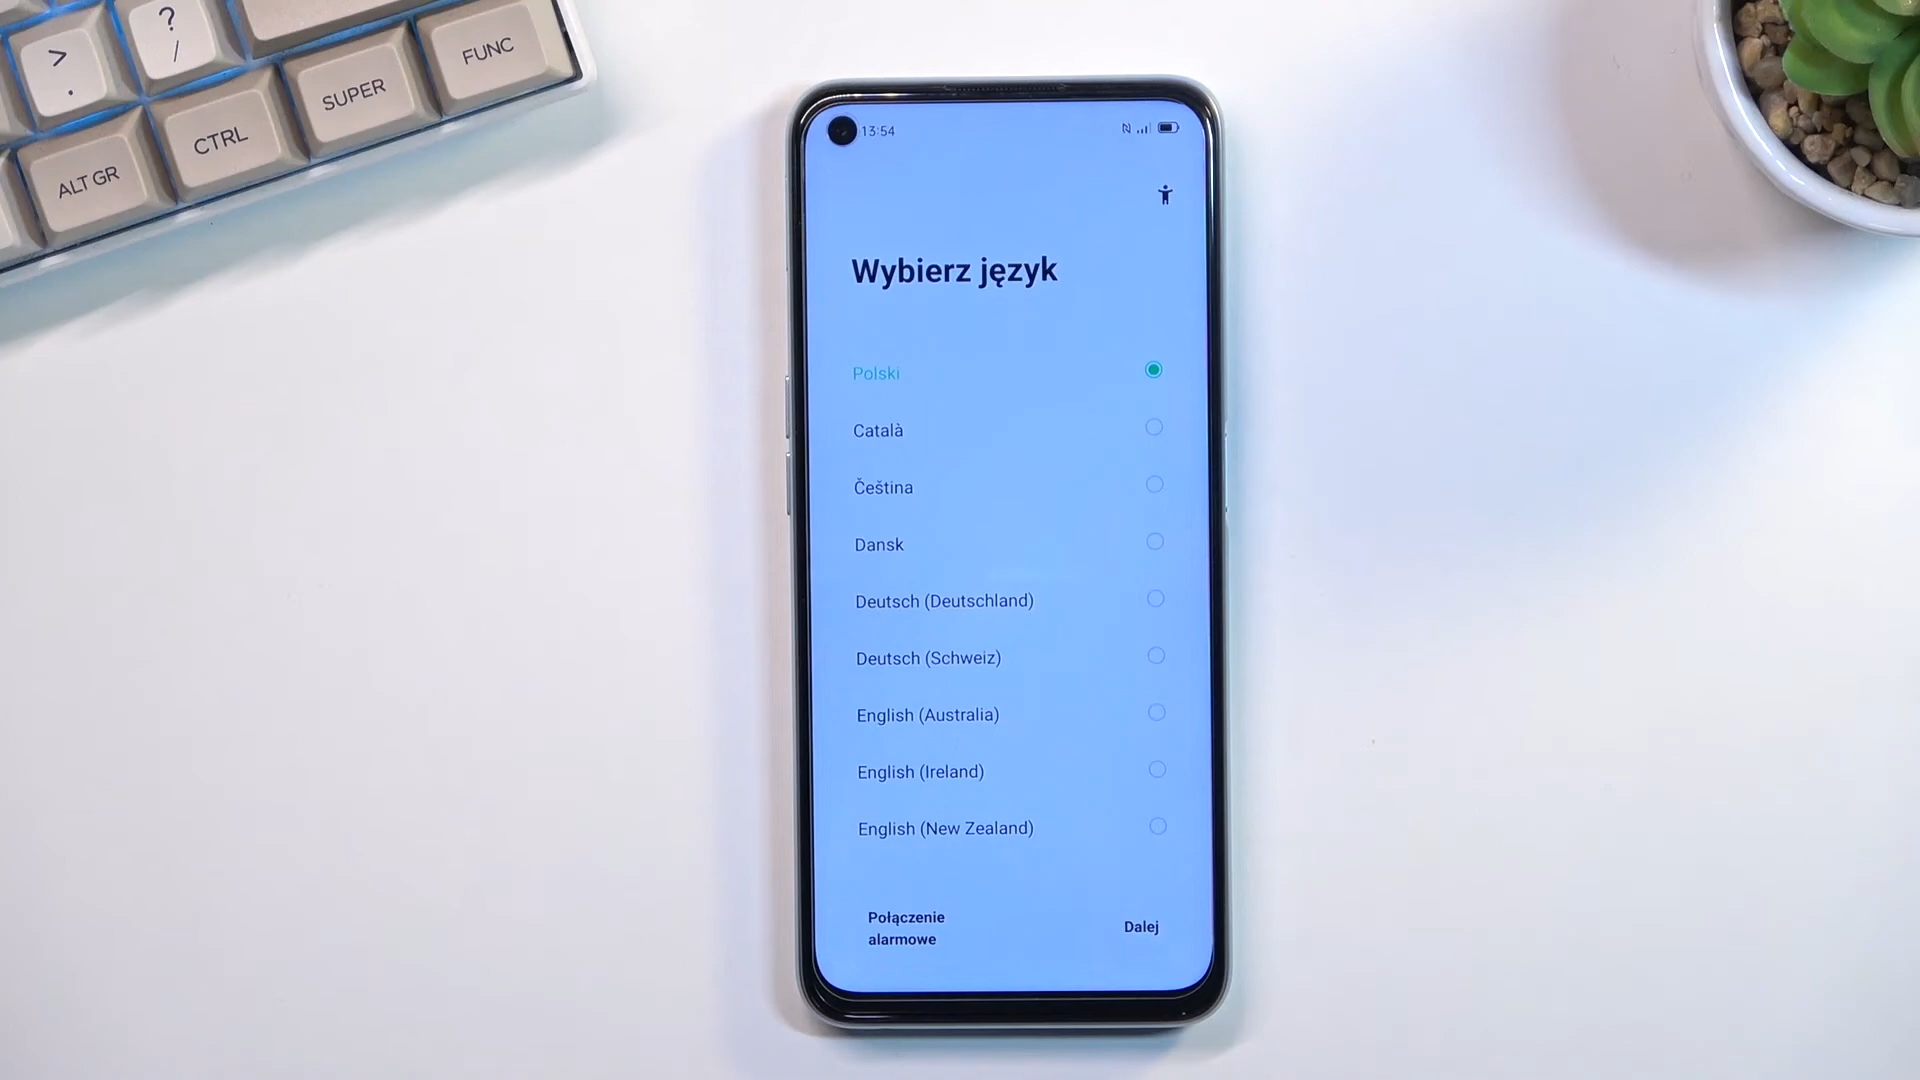 > ?
. /
FUNC
SUPER
CTRL
ALT GR
13:54
Wybierz język
Polski
Català
Čeština
Dansk
Deutsch (Deutschland)
Deutsch (Schweiz)
English (Australia)
English (Ireland)
English (New Zealand)
Połączenie
alarmowe
Dalej